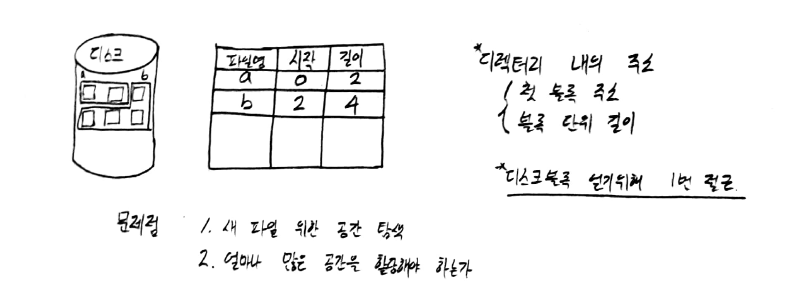 디스크
a b
파일명 시작 길이
a 0 2
b 2 4
*디렉터리 내의 주소
첫 블록 주소
블록 단위 길이
*디스크블록 읽기위해 1번 접근.
문제점 1. 새 파일 위한 공간 탐색
2. 얼마나 많은 공간을 할당해야 하는가